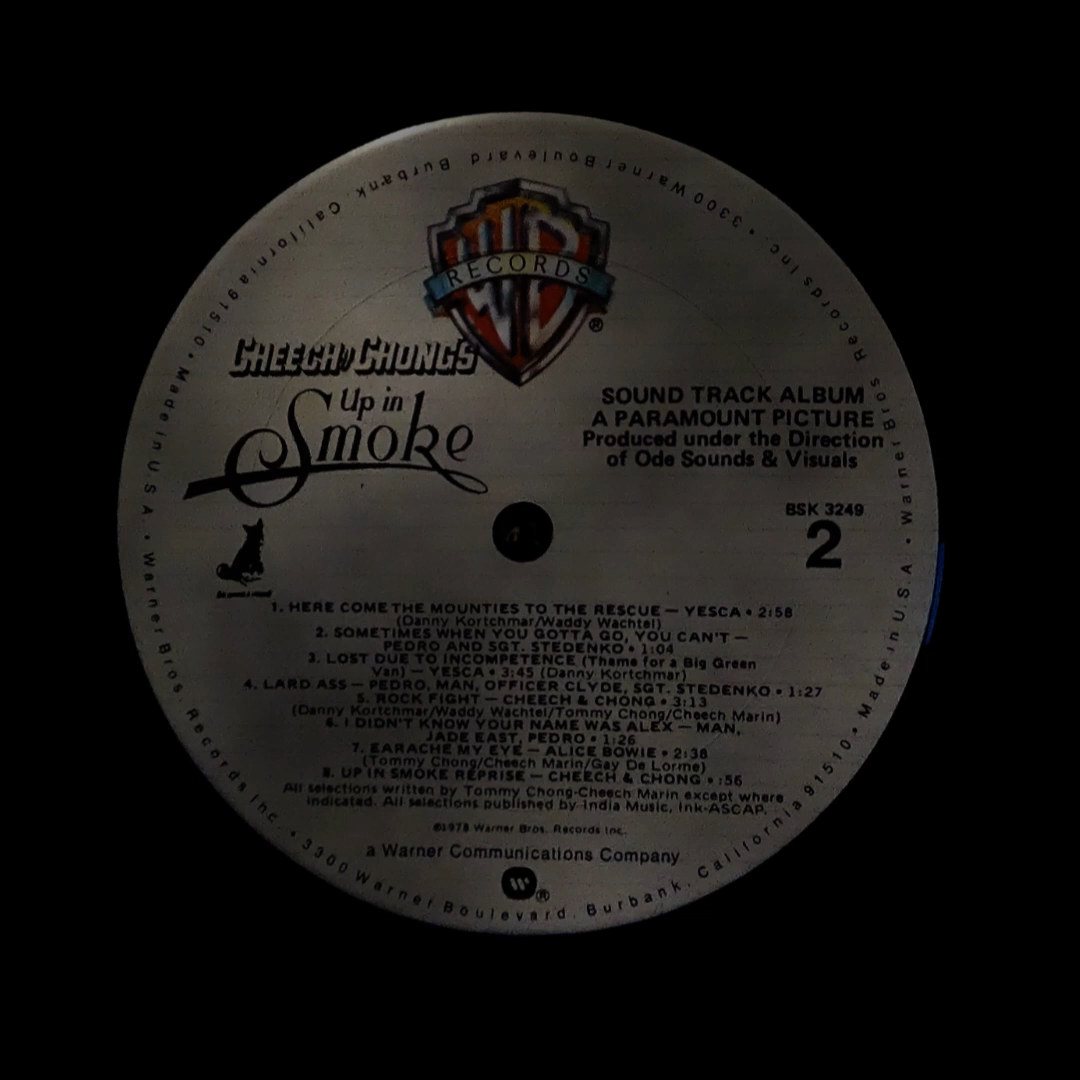 3300 Warner Boulevard, Burbank, California 91510 • Made in U.S.A. • Warner Bros. Records Inc. • 3300 Warner Boulevard, Burbank, California 91510 • Made in U.S.A. • Warner Bros. Records Inc. •
WB
RECORDS
®
CHEECH & CHONG'S
Up in
Smoke
SOUND TRACK ALBUM
A PARAMOUNT PICTURE
Produced under the Direction
of Ode Sounds & Visuals
BSK 3249
2
1. HERE COME THE MOUNTIES TO THE RESCUE — YESCA • 2:58
(Danny Kortchmar/Waddy Wachtel)
2. SOMETIMES WHEN YOU GOTTA GO, YOU CAN'T —
PEDRO AND SGT. STEDENKO • 1:04
3. LOST DUE TO INCOMPETENCE (Theme for a Big Green
Van) — YESCA • 3:45 (Danny Kortchmar)
4. LARD ASS — PEDRO, MAN, OFFICER CLYDE, SGT. STEDENKO • 1:27
5. ROCK FIGHT — CHEECH & CHONG • 3:13
(Danny Kortchmar/Waddy Wachtel/Tommy Chong/Cheech Marin)
6. I DIDN'T KNOW YOUR NAME WAS ALEX — MAN,
JADE EAST, PEDRO • 1:26
7. EARACHE MY EYE — ALICE BOWIE • 2:38
(Tommy Chong/Cheech Marin/Gay De Lorme)
8. UP IN SMOKE REPRISE — CHEECH & CHONG • :56
All selections written by Tommy Chong-Cheech Marin except where
indicated. All selections published by India Music, Ink-ASCAP.
©1978 Warner Bros. Records Inc.
a Warner Communications Company
®